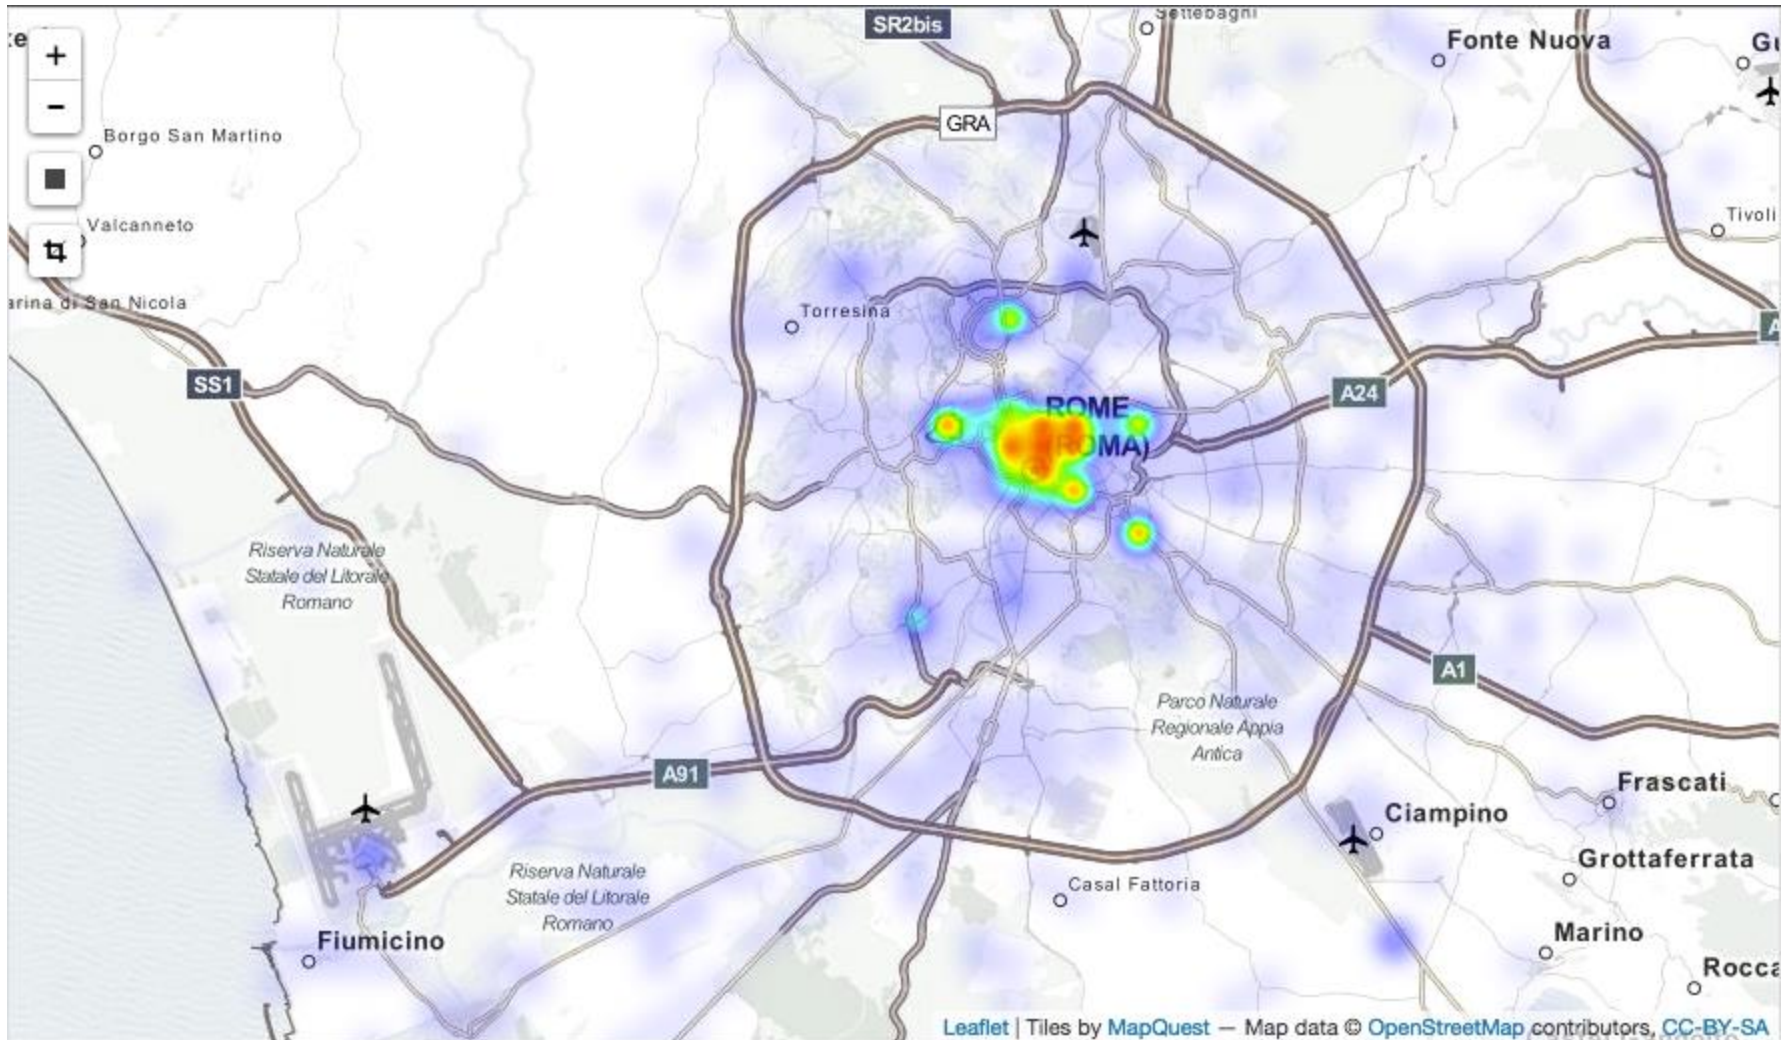 SR2bis
Settebagni
Fonte Nuova
+
−
GRA
Borgo San Martino
Valcanneto
Tivoli
arina di San Nicola
Torresina
SS1
A24
ROME
(ROMA)
Riserva Naturale
Statale del Litorale
Romano
A1
Parco Naturale
Regionale Appia
Antica
A91
Frascati
Ciampino
Grottaferrata
Riserva Naturale
Statale del Litorale
Romano
Casal Fattoria
Marino
Fiumicino
Rocca
Leaflet | Tiles by MapQuest — Map data © OpenStreetMap contributors, CC-BY-SA